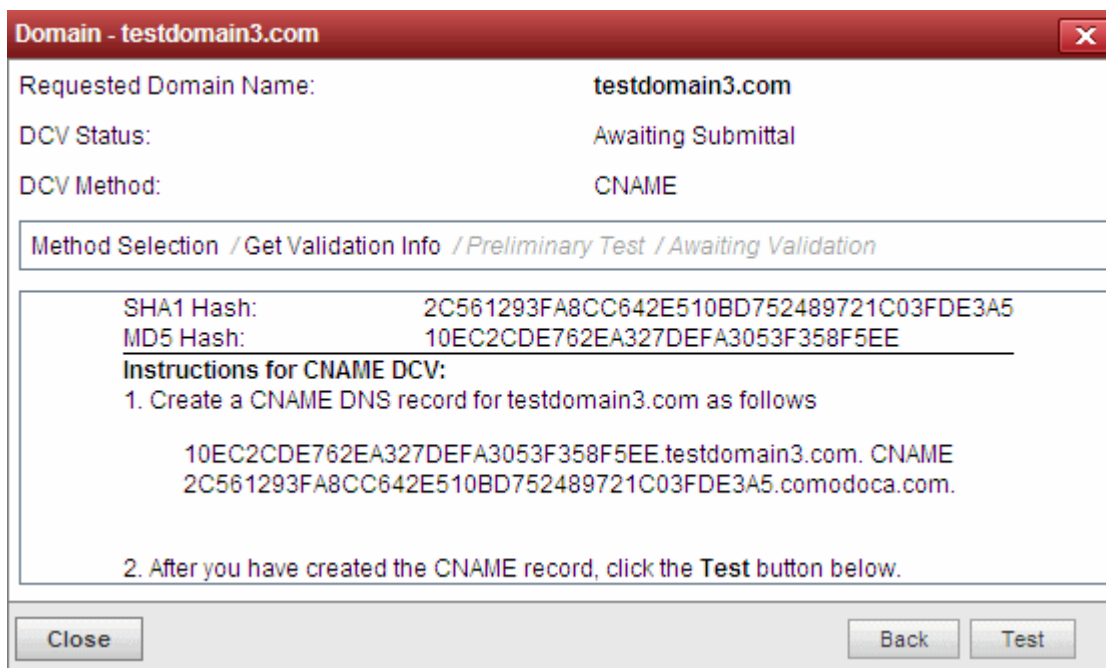 Domain - testdomain3.com
Requested Domain Name: testdomain3.com
DCV Status: Awaiting Submittal
DCV Method: CNAME
Method Selection / Get Validation Info / Preliminary Test / Awaiting Validation
SHA1 Hash: 2C561293FA8CC642E510BD752489721C03FDE3A5
MD5 Hash: 10EC2CDE762EA327DEFA3053F358F5EE
Instructions for CNAME DCV:
1. Create a CNAME DNS record for testdomain3.com as follows
10EC2CDE762EA327DEFA3053F358F5EE.testdomain3.com. CNAME
2C561293FA8CC642E510BD752489721C03FDE3A5.comodoca.com.
2. After you have created the CNAME record, click the Test button below.
Close Back Test